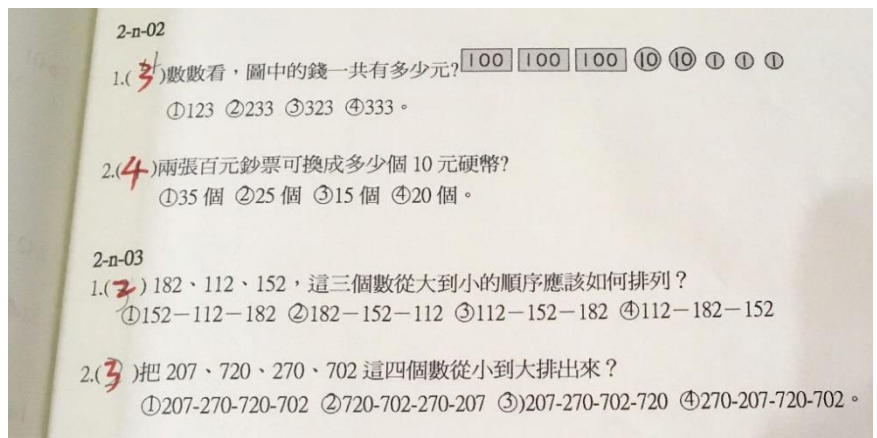 2-n-02
1.(3)數數看，圖中的錢一共有多少元? 100 100 100 10 10 1 1 1
①123 ②233 ③323 ④333。
2.(4)兩張百元鈔票可換成多少個 10 元硬幣?
①35 個 ②25 個 ③15 個 ④20 個。
2-n-03
1.(2) 182、112、152，這三個數從大到小的順序應該如何排列？
①152－112－182 ②182－152－112 ③112－152－182 ④112－182－152
2.(3)把 207、720、270、702 這四個數從小到大排出來？
①207-270-720-702 ②720-702-270-207 ③)207-270-702-720 ④270-207-720-702。